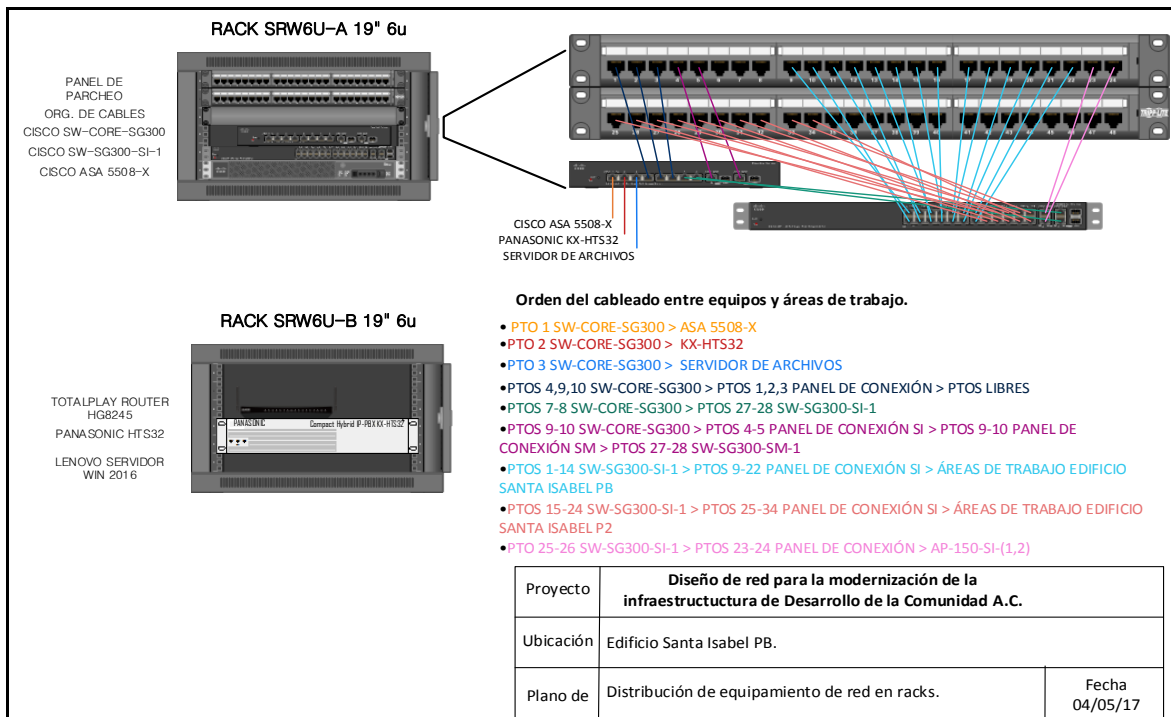 RACK SRW6U-A 19" 6u
PANEL DE
PARCHEO
ORG. DE CABLES
CISCO SW-CORE-SG300
CISCO SW-SG300-SI-1
CISCO ASA 5508-X
CISCO ASA 5508-X
PANASONIC KX-HTS32
SERVIDOR DE ARCHIVOS
RACK SRW6U-B 19" 6u
TOTALPLAY ROUTER
HG8245
PANASONIC HTS32
LENOVO SERVIDOR
WIN 2016
PANASONIC
Compact Hybrid IP-PBX KX-HTS32
Orden del cableado entre equipos y áreas de trabajo.
• PTO 1 SW-CORE-SG300 > ASA 5508-X
•PTO 2 SW-CORE-SG300 > KX-HTS32
•PTO 3 SW-CORE-SG300 > SERVIDOR DE ARCHIVOS
•PTOS 4,9,10 SW-CORE-SG300 > PTOS 1,2,3 PANEL DE CONEXIÓN > PTOS LIBRES
•PTOS 7-8 SW-CORE-SG300 > PTOS 27-28 SW-SG300-SI-1
•PTOS 9-10 SW-CORE-SG300 > PTOS 4-5 PANEL DE CONEXIÓN SI > PTOS 9-10 PANEL DE
CONEXIÓN SM > PTOS 27-28 SW-SG300-SM-1
•PTOS 1-14 SW-SG300-SI-1 > PTOS 9-22 PANEL DE CONEXIÓN SI > ÁREAS DE TRABAJO EDIFICIO
SANTA ISABEL PB
•PTOS 15-24 SW-SG300-SI-1 > PTOS 25-34 PANEL DE CONEXIÓN SI > ÁREAS DE TRABAJO EDIFICIO
SANTA ISABEL P2
•PTO 25-26 SW-SG300-SI-1 > PTOS 23-24 PANEL DE CONEXIÓN > AP-150-SI-(1,2)
Proyecto
Diseño de red para la modernización de la
infraestructuctura de Desarrollo de la Comunidad A.C.
Ubicación
Edificio Santa Isabel PB.
Plano de
Distribución de equipamiento de red en racks.
Fecha
04/05/17